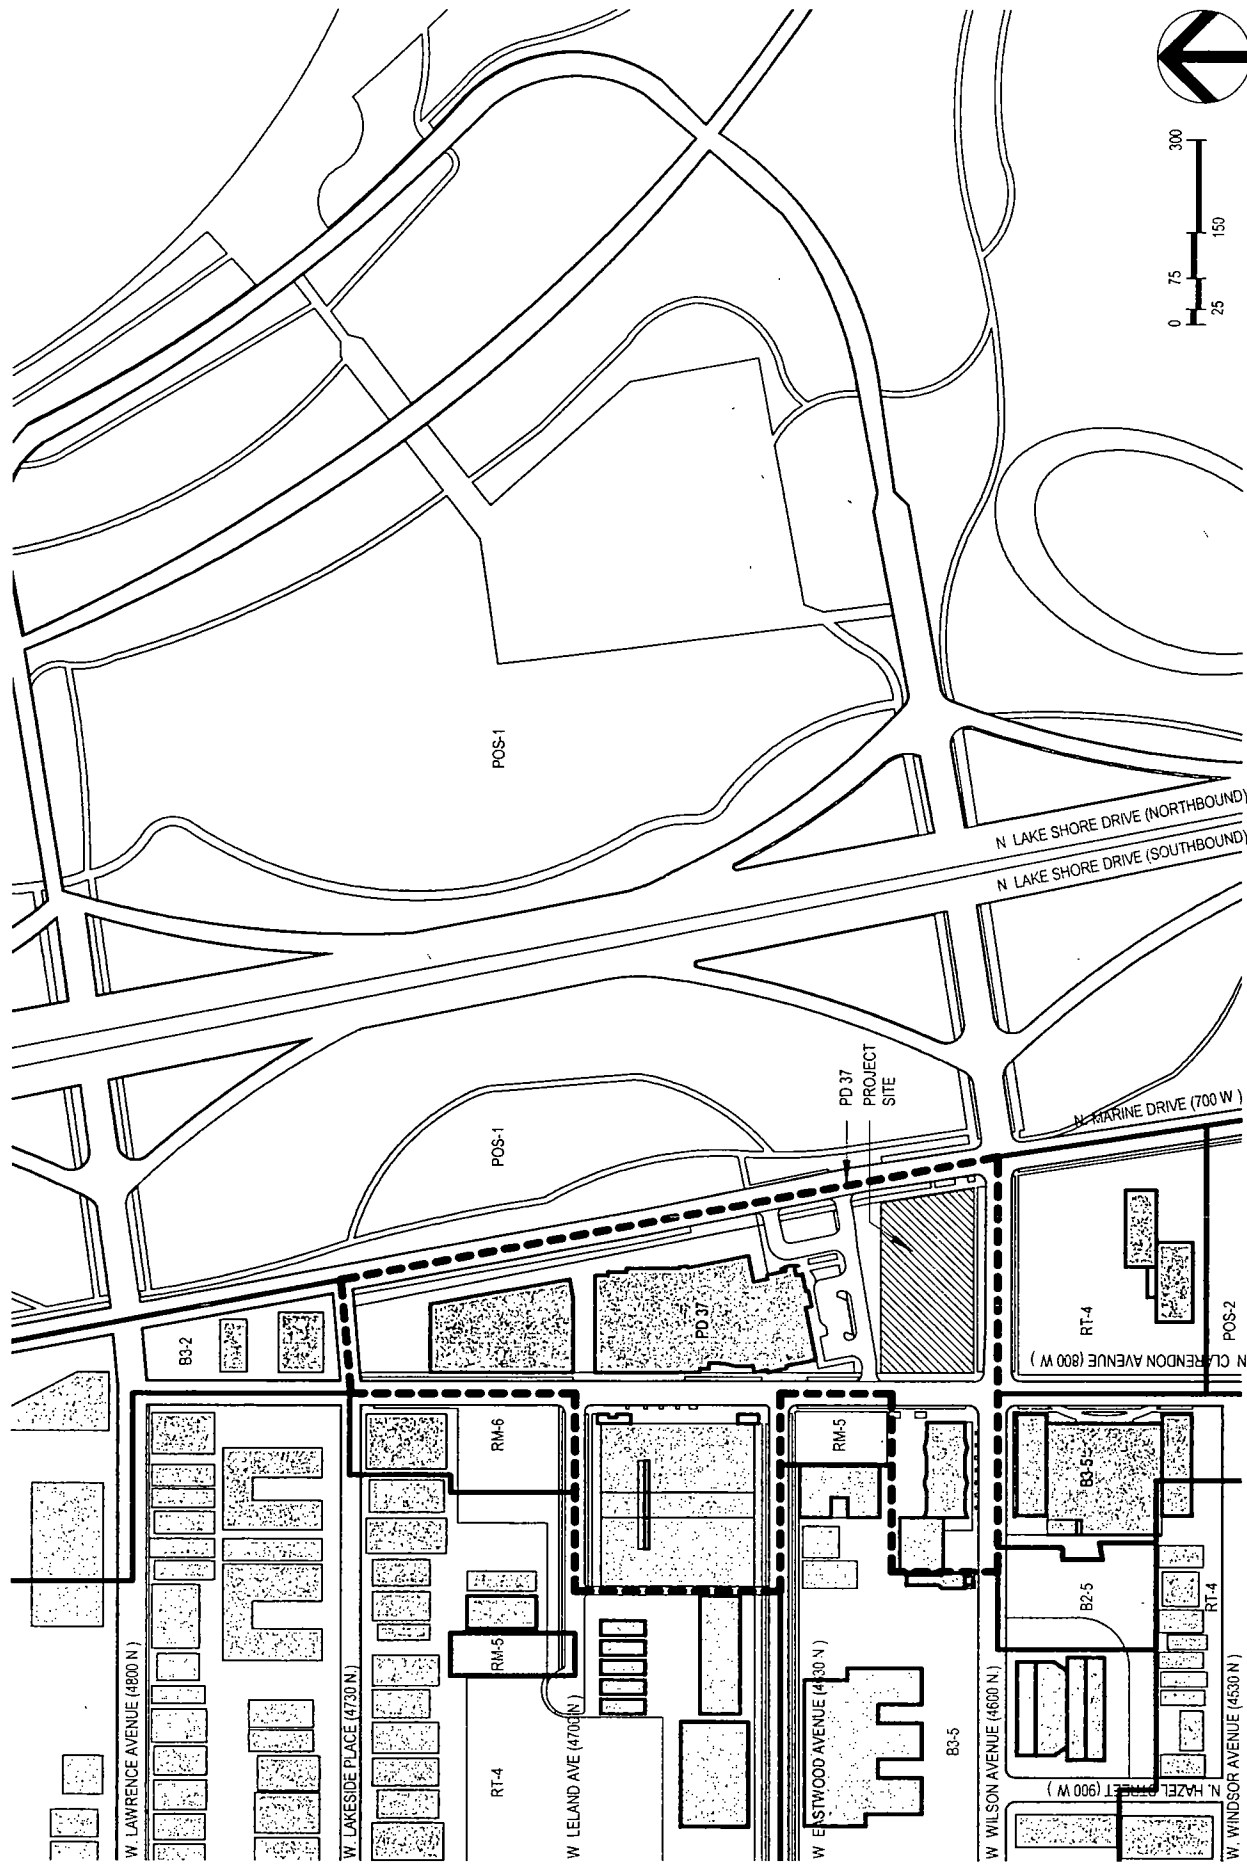 300
150
75
25
0
POS-1
N LAKE SHORE DRIVE (NORTHBOUND)
N LAKE SHORE DRIVE (SOUTHBOUND)
PD 37
PROJECT
SITE
N. MARINE DRIVE (700 W )
POS-1
B3-2
PD 37
RT-4
POS-2
N CLARENDON AVENUE (800 W )
RM-6
RM-5
B3-5
RM-5
B2-5
RT-4
RT-4
B3-5
W. LAWRENCE AVENUE (4800 N )
W. LAKESIDE PLACE (4730 N.)
W LELAND AVE (4700 N )
W EASTWOOD AVENUE (4630 N )
W WILSON AVENUE (4600 N.)
N. HAZEL STREET (900 W )
W. WINDSOR AVENUE (4530 N )